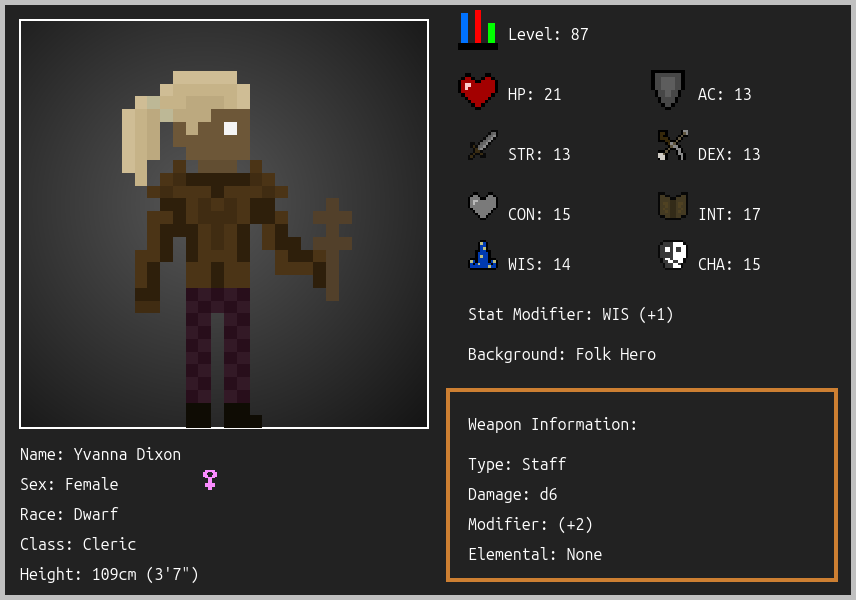 Level: 87
HP: 21
AC: 13
STR: 13
DEX: 13
CON: 15
INT: 17
WIS: 14
CHA: 15
Stat Modifier: WIS (+1)
Background: Folk Hero
Weapon Information:
Type: Staff
Damage: d6
Modifier: (+2)
Elemental: None
Name: Yvanna Dixon
Sex: Female
Race: Dwarf
Class: Cleric
Height: 109cm (3'7")